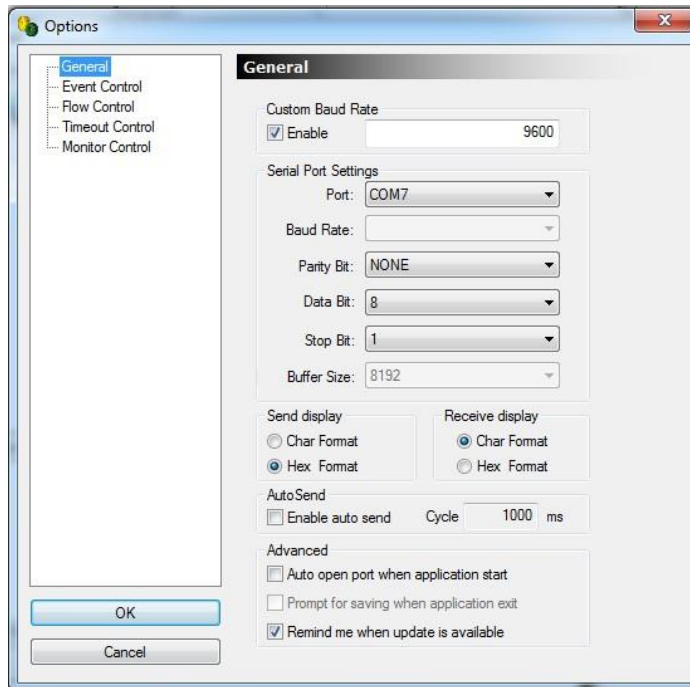 Options
General
Event Control
Flow Control
Timeout Control
Monitor Control
OK
Cancel
General
Custom Baud Rate
Enable 9600
Serial Port Settings
Port: COM7
Baud Rate:
Parity Bit: NONE
Data Bit: 8
Stop Bit: 1
Buffer Size: 8192
Send display
Char Format
Hex Format
Receive display
Char Format
Hex Format
AutoSend
Enable auto send Cycle 1000 ms
Advanced
Auto open port when application start
Prompt for saving when application exit
Remind me when update is available